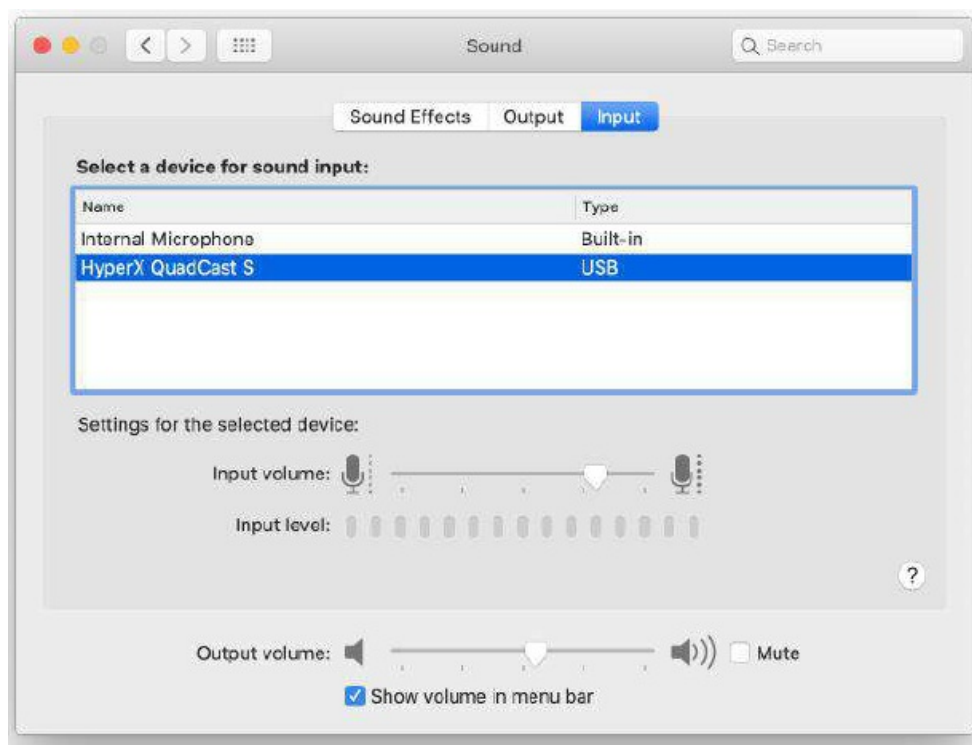 Sound
Search
Sound Effects Output Input
Select a device for sound input:
Name Type
Internal Microphone Built-in
HyperX QuadCast S USB
Settings for the selected device:
Input volume:
Input level:
?
Output volume: Mute
Show volume in menu bar